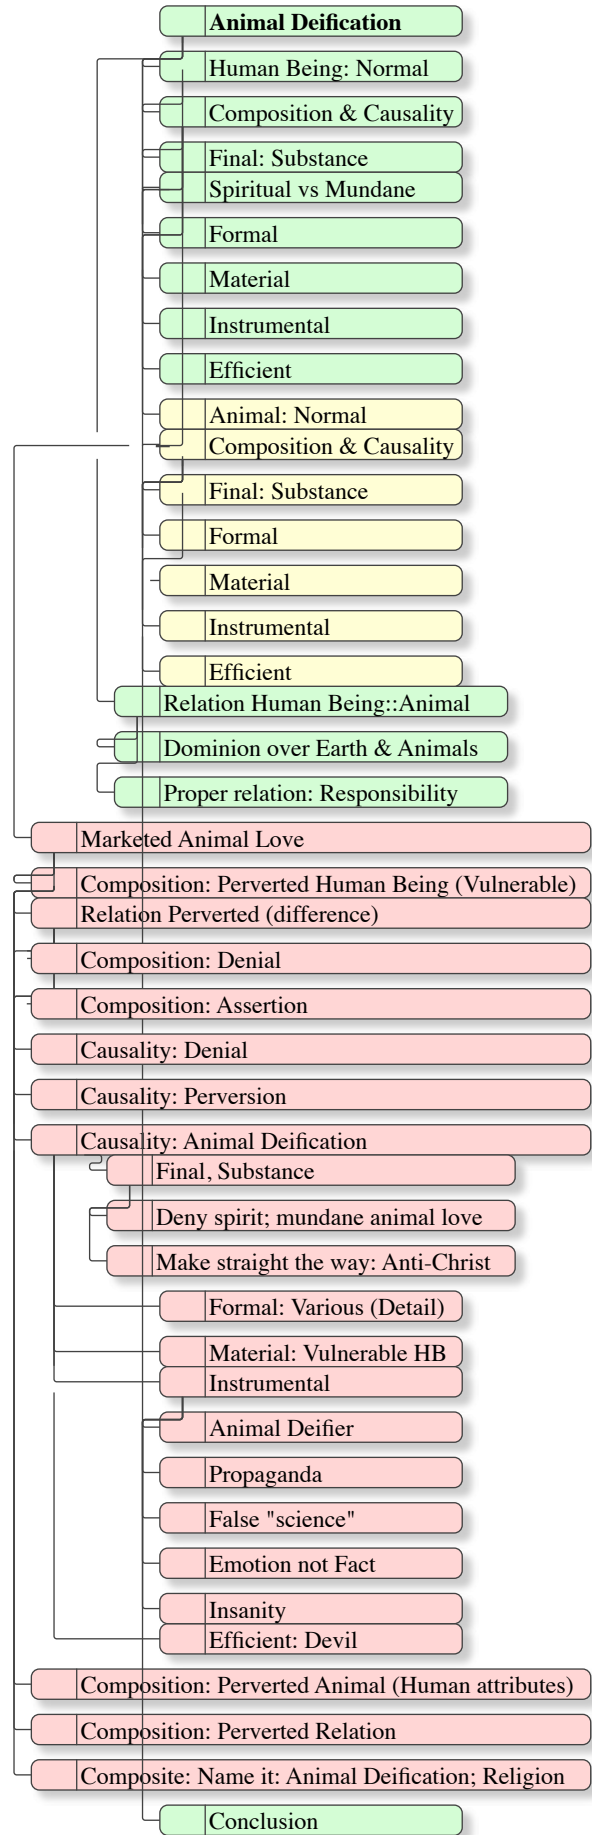 Animal Deification
Human Being: Normal
Composition & Causality
Final: Substance
Spiritual vs Mundane
Formal
Material
Instrumental
Efficient
Animal: Normal
Composition & Causality
Final: Substance
Formal
Material
Instrumental
Efficient
Relation Human Being::Animal
Dominion over Earth & Animals
Proper relation: Responsibility
Marketed Animal Love
Composition: Perverted Human Being (Vulnerable)
Relation Perverted (difference)
Composition: Denial
Composition: Assertion
Causality: Denial
Causality: Perversion
Causality: Animal Deification
Final, Substance
Deny spirit; mundane animal love
Make straight the way: Anti-Christ
Formal: Various (Detail)
Material: Vulnerable HB
Instrumental
Animal Deifier
Propaganda
False "science"
Emotion not Fact
Insanity
Efficient: Devil
Composition: Perverted Animal (Human attributes)
Composition: Perverted Relation
Composite: Name it: Animal Deification; Religion
Conclusion